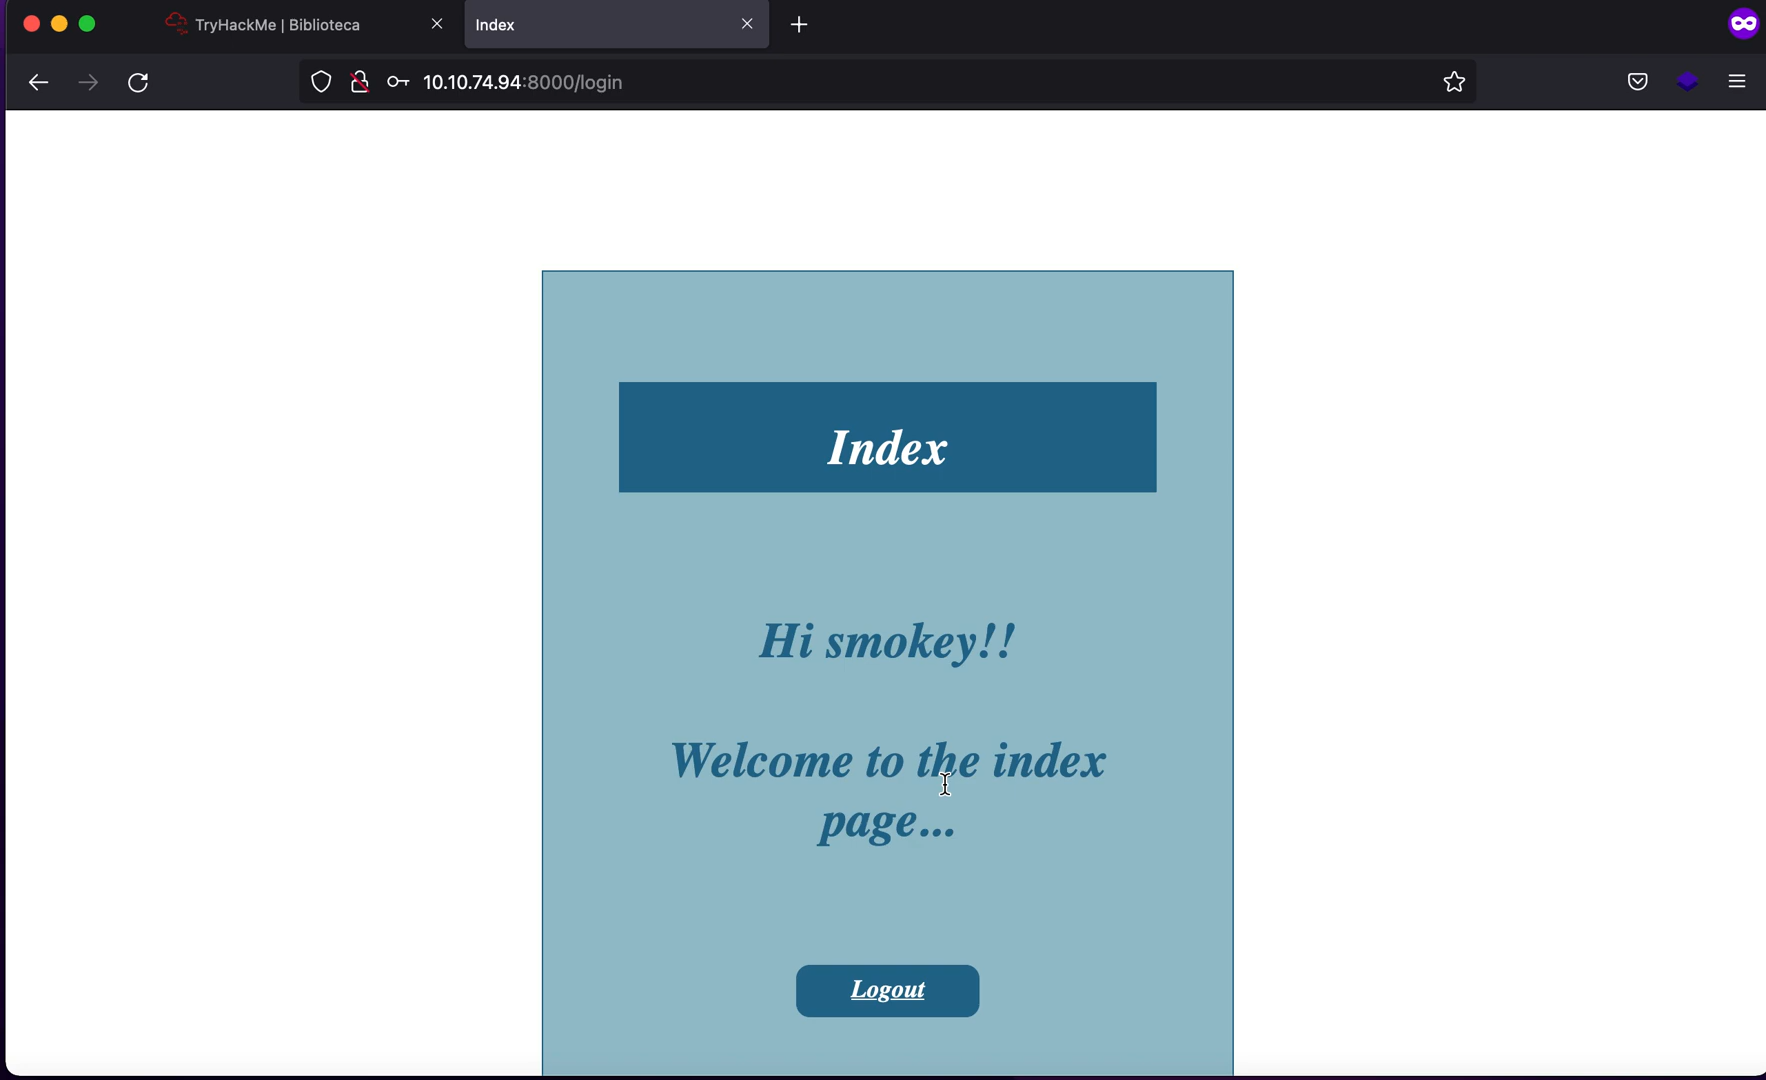 TryHackMe | Biblioteca
Index
10.10.74.94:8000/login
Index
Hi smokey!!
Welcome to the index
page...
Logout